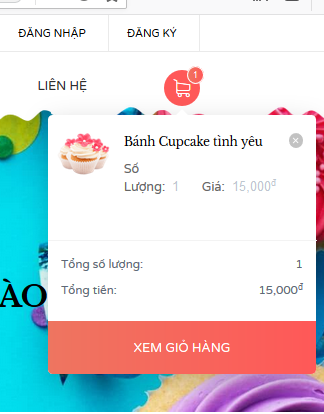 ĐĂNG NHẬP ĐĂNG KÝ
LIÊN HỆ
1
Bánh Cupcake tình yêu
Số
Lượng: 1 Giá: 15,000đ
Tổng số lượng: 1
Tổng tiền: 15,000đ
ÀO
XEM GIỎ HÀNG